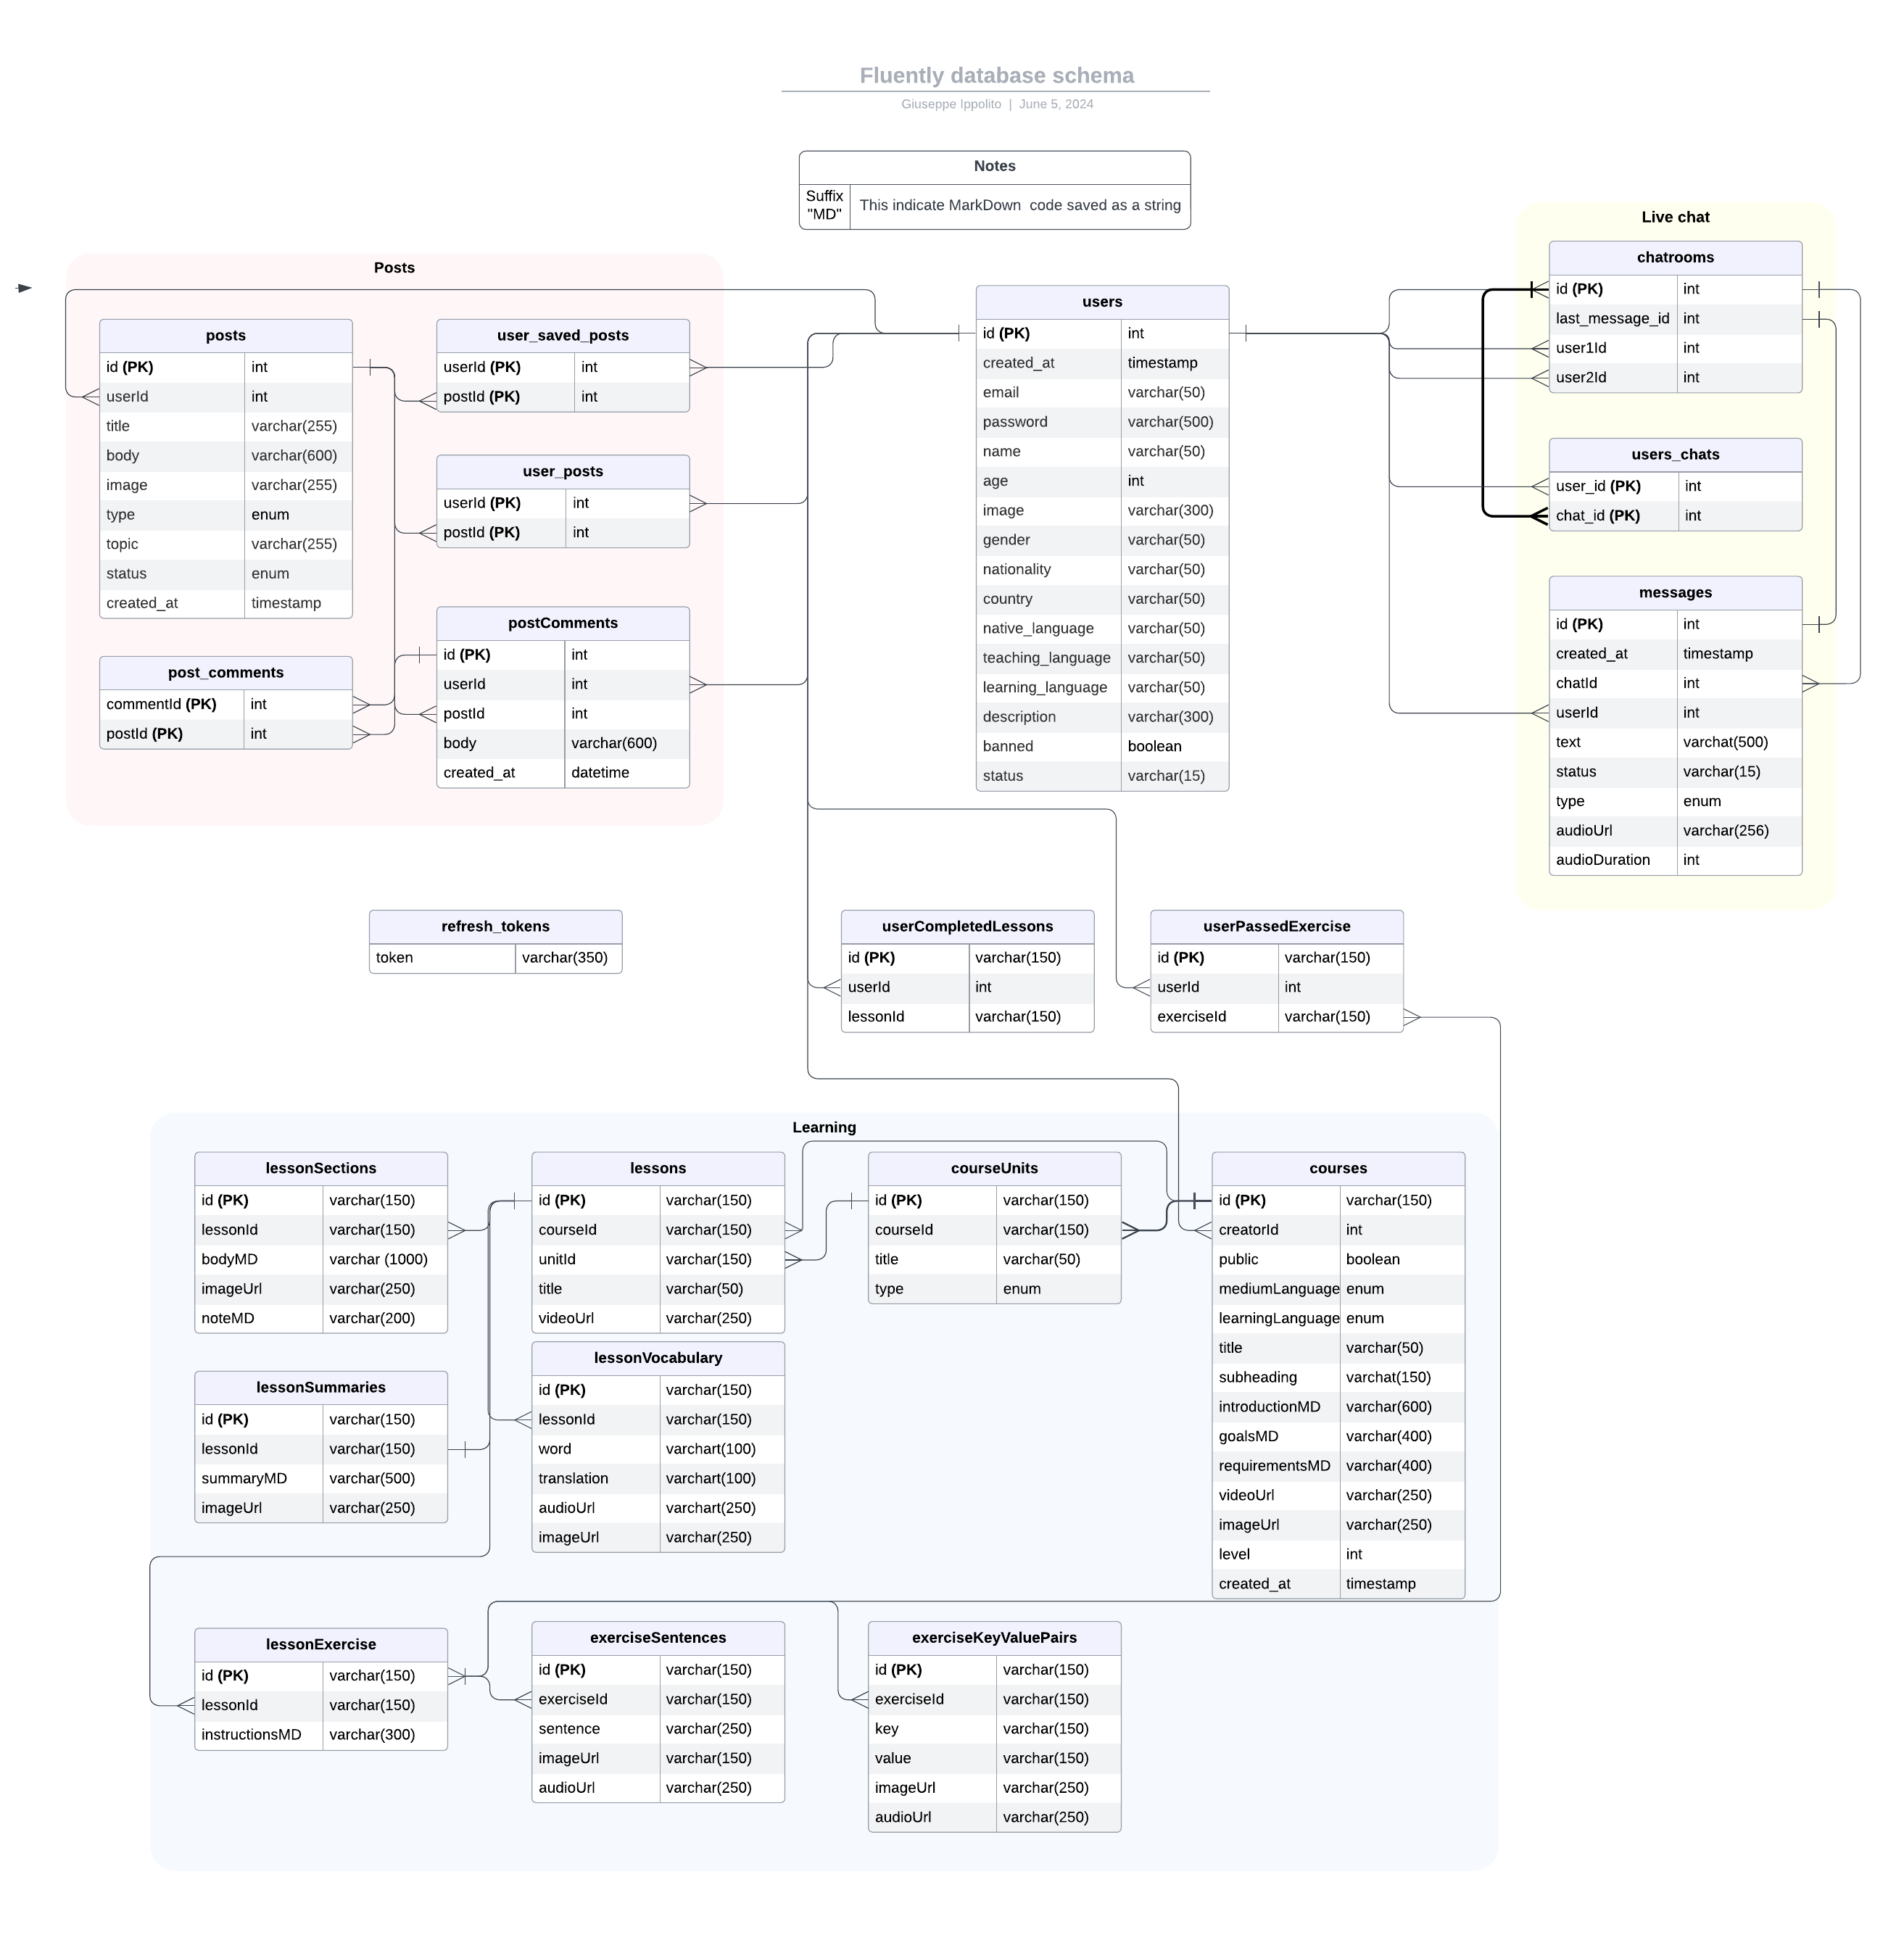 Fluently database schema
Giuseppe Ippolito | June 5, 2024
Notes
Suffix "MD" This indicate MarkDown code saved as a string
Posts
posts
id (PK) int
userId int
title varchar(255)
body varchar(600)
image varchar(255)
type enum
topic varchar(255)
status enum
created_at timestamp
user_saved_posts
userId (PK) int
postId (PK) int
user_posts
userId (PK) int
postId (PK) int
post_comments
commentId (PK) int
postId (PK) int
postComments
id (PK) int
userId int
postId int
body varchar(600)
created_at datetime
users
id (PK) int
created_at timestamp
email varchar(50)
password varchar(500)
name varchar(50)
age int
image varchar(300)
gender varchar(50)
nationality varchar(50)
country varchar(50)
native_language varchar(50)
teaching_language varchar(50)
learning_language varchar(50)
description varchar(300)
banned boolean
status varchar(15)
Live chat
chatrooms
id (PK) int
last_message_id int
user1Id int
user2Id int
users_chats
user_id (PK) int
chat_id (PK) int
messages
id (PK) int
created_at timestamp
chatId int
userId int
text varchat(500)
status varchar(15)
type enum
audioUrl varchar(256)
audioDuration int
refresh_tokens
token varchar(350)
userCompletedLessons
id (PK) varchar(150)
userId int
lessonId varchar(150)
userPassedExercise
id (PK) varchar(150)
userId int
exerciseId varchar(150)
Learning
lessonSections
id (PK) varchar(150)
lessonId varchar(150)
bodyMD varchar (1000)
imageUrl varchar(250)
noteMD varchar(200)
lessons
id (PK) varchar(150)
courseId varchar(150)
unitId varchar(150)
title varchar(50)
videoUrl varchar(250)
courseUnits
id (PK) varchar(150)
courseId varchar(150)
title varchar(50)
type enum
courses
id (PK) varchar(150)
creatorId int
public boolean
mediumLanguage enum
learningLanguage enum
title varchar(50)
subheading varchat(150)
introductionMD varchar(600)
goalsMD varchar(400)
requirementsMD varchar(400)
videoUrl varchar(250)
imageUrl varchar(250)
level int
created_at timestamp
lessonSummaries
id (PK) varchar(150)
lessonId varchar(150)
summaryMD varchar(500)
imageUrl varchar(250)
lessonVocabulary
id (PK) varchar(150)
lessonId varchar(150)
word varchart(100)
translation varchart(100)
audioUrl varchart(250)
imageUrl varchar(250)
lessonExercise
id (PK) varchar(150)
lessonId varchar(150)
instructionsMD varchar(300)
exerciseSentences
id (PK) varchar(150)
exerciseId varchar(150)
sentence varchar(250)
imageUrl varchar(150)
audioUrl varchar(250)
exerciseKeyValuePairs
id (PK) varchar(150)
exerciseId varchar(150)
key varchar(150)
value varchar(150)
imageUrl varchar(250)
audioUrl varchar(250)